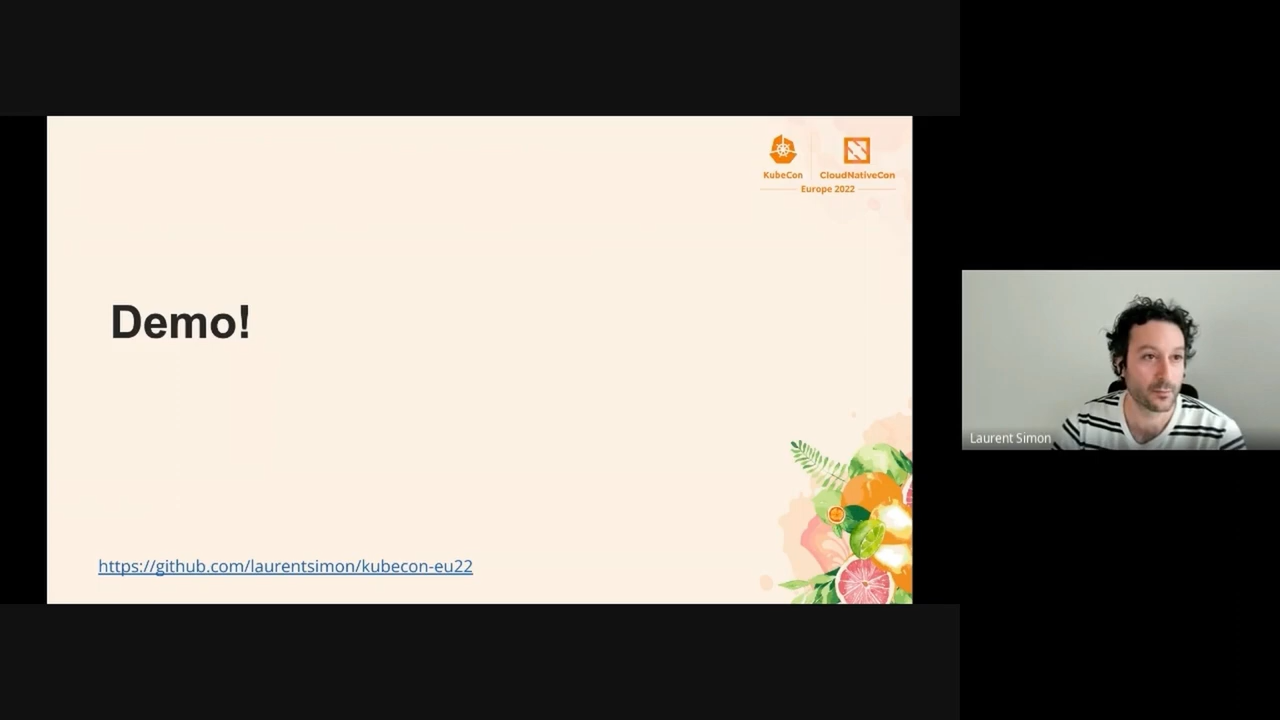 KubeCon
CloudNativeCon
Europe 2022
Demo!
https://github.com/laurentsimon/kubecon-eu22
Laurent Simon